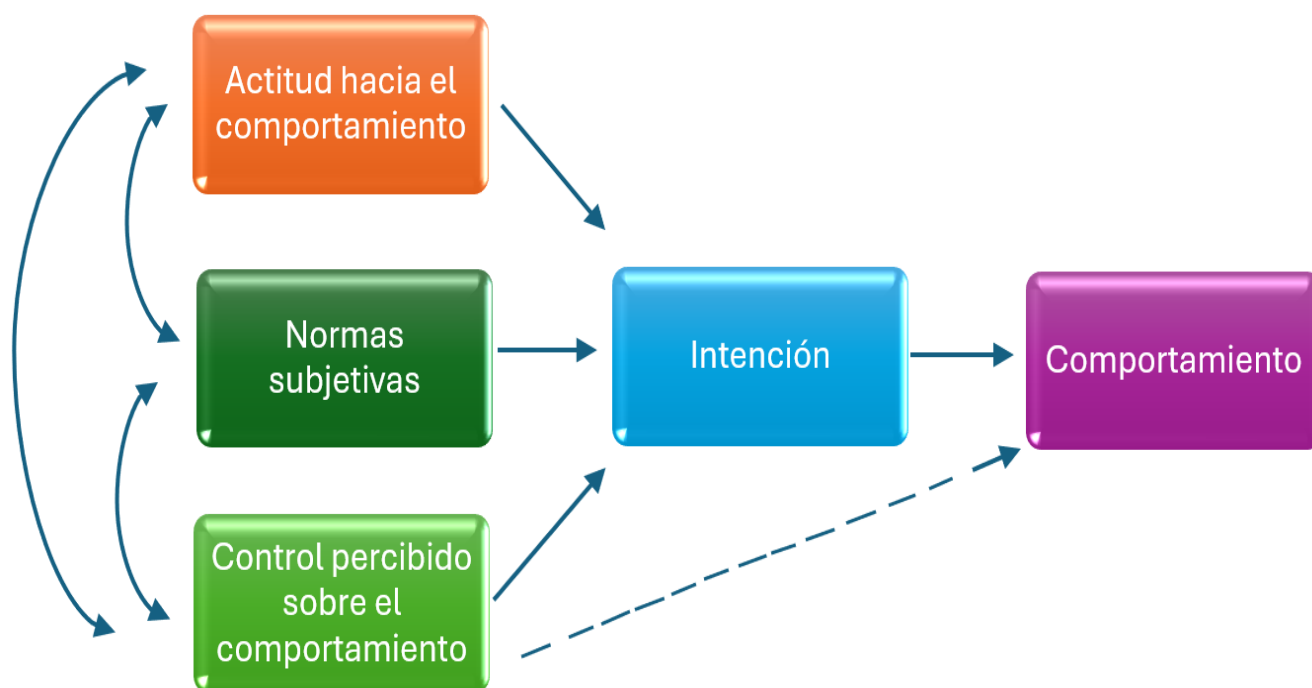 Actitud hacia el
comportamiento
Normas
subjetivas
Intención
Comportamiento
Control percibido
sobre el
comportamiento